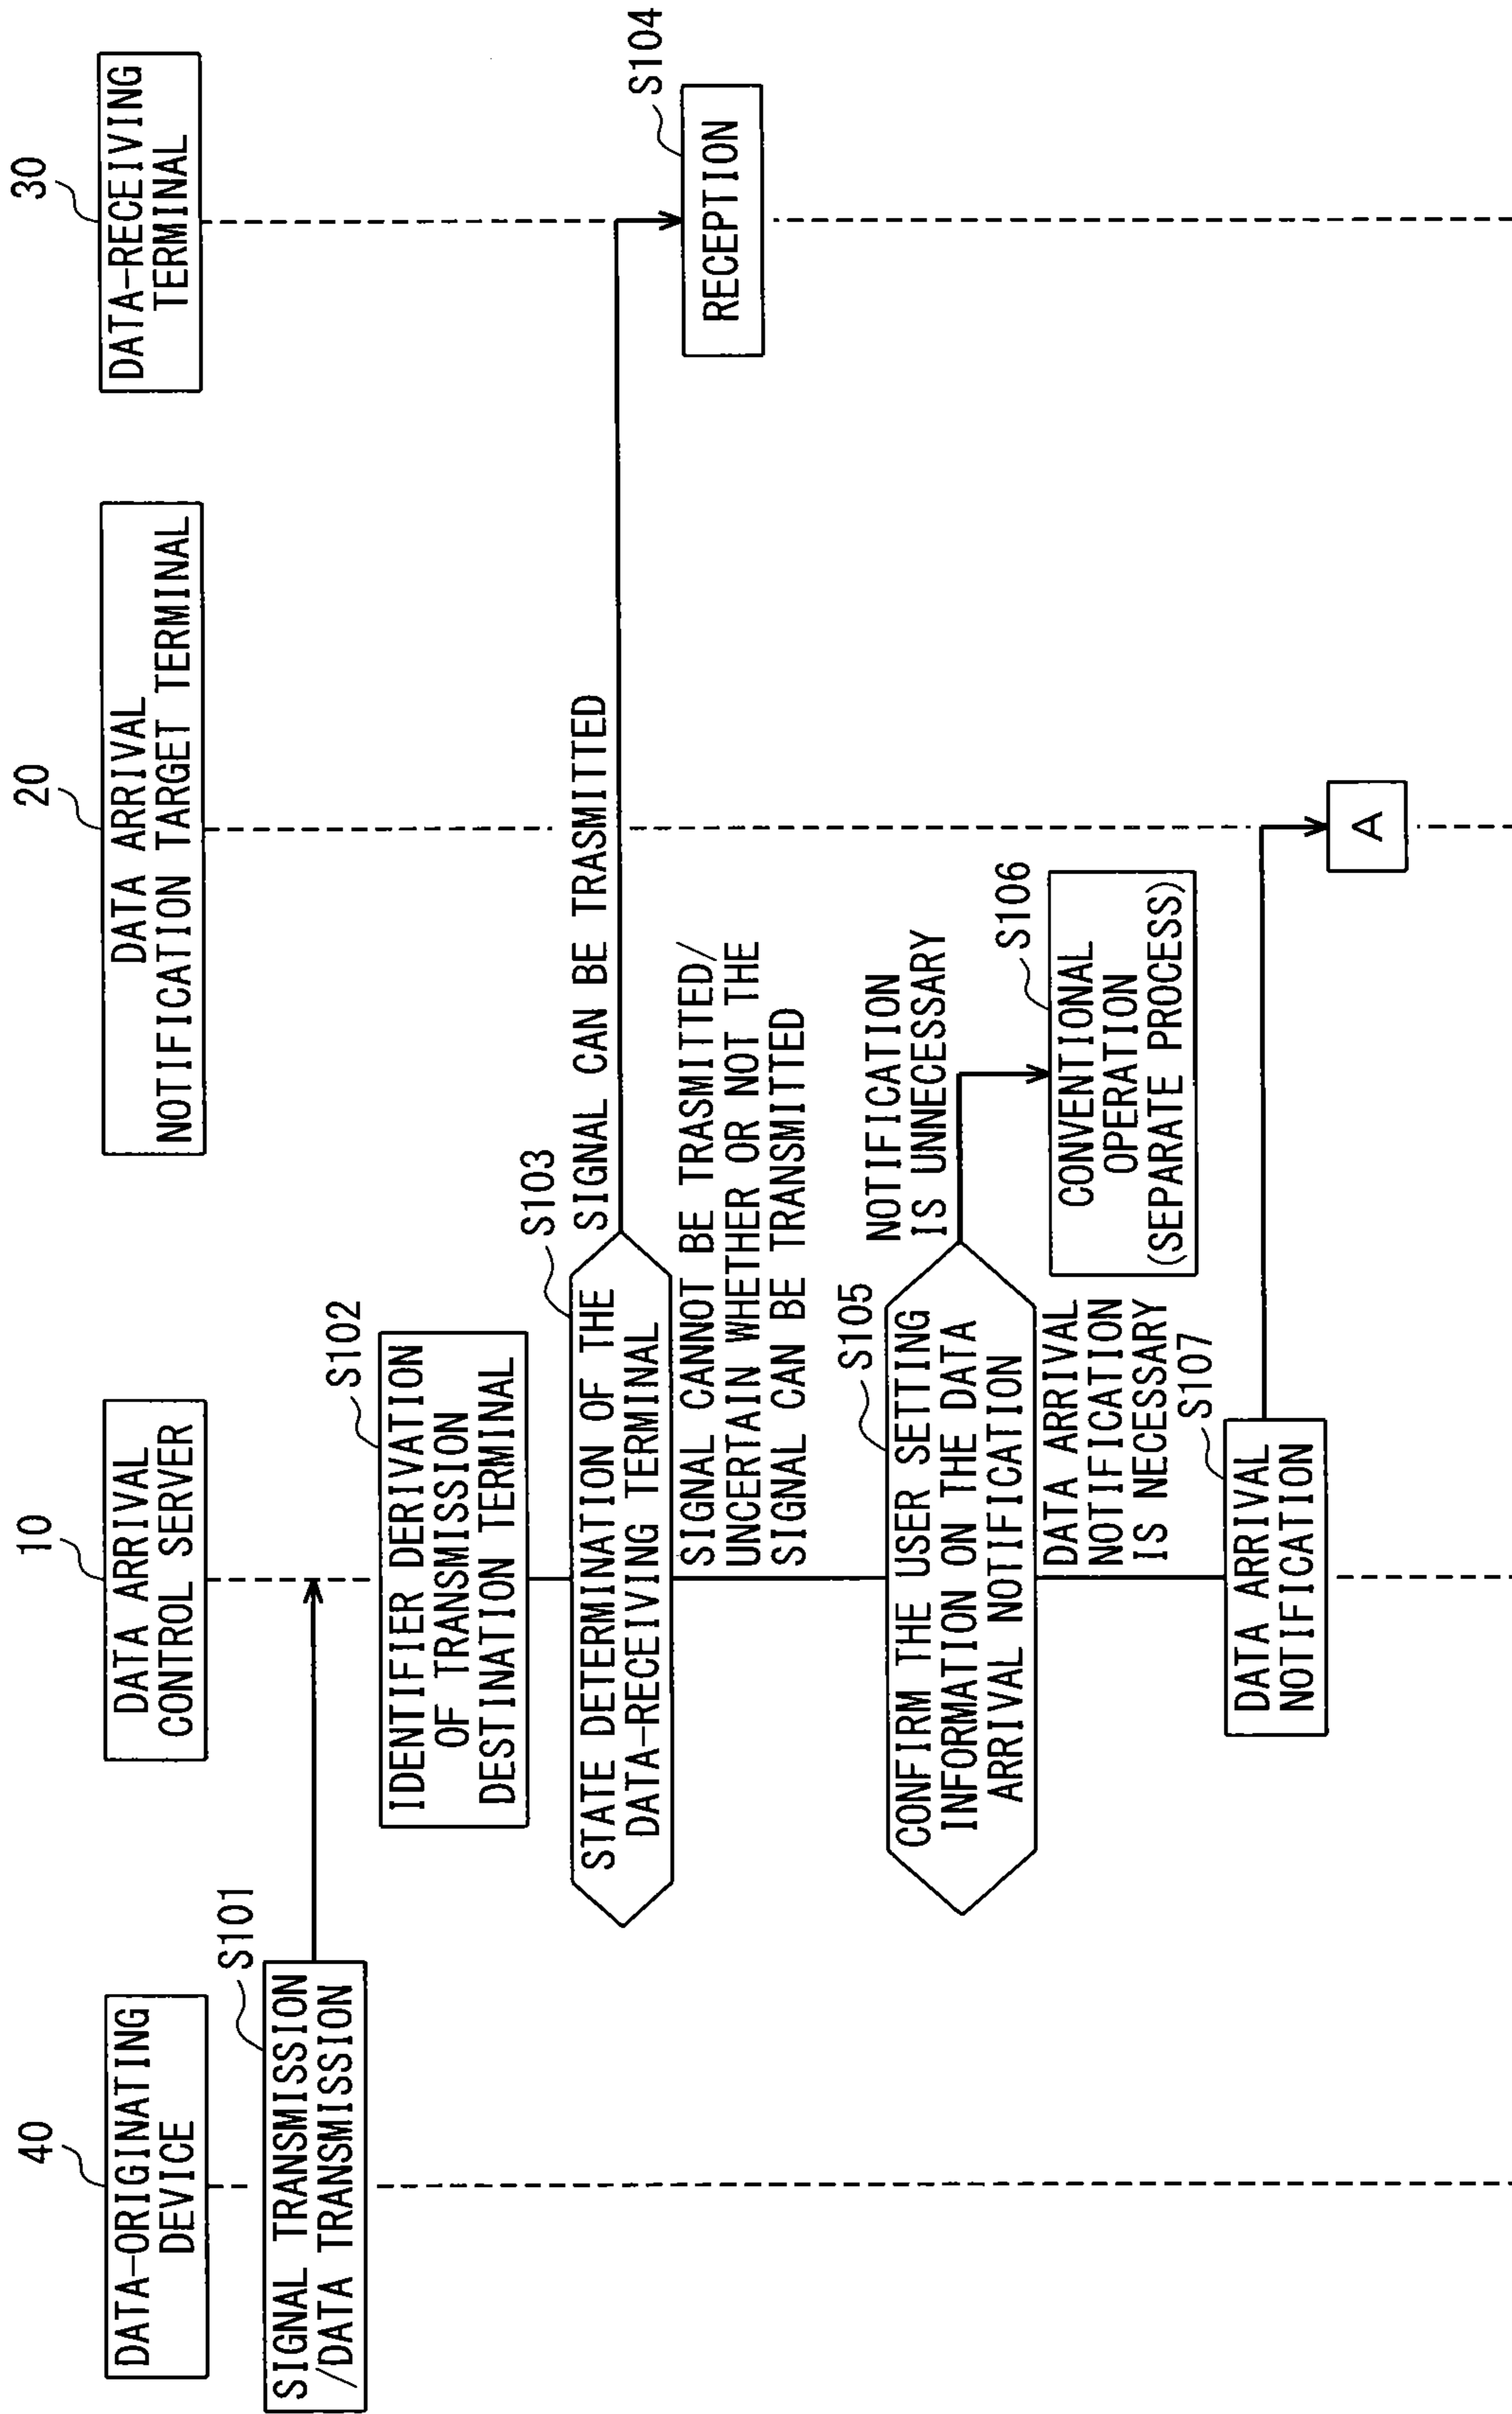 40
DATA-ORIGINATING
DEVICE
10
DATA ARRIVAL
CONTROL SERVER
20
DATA ARRIVAL
NOTIFICATION TARGET TERMINAL
30
DATA-RECEIVING
TERMINAL
S101
SIGNAL TRANSMISSION
/DATA TRANSMISSION
S102
IDENTIFIER DERIVATION
OF TRANSMISSION
DESTINATION TERMINAL
S103
STATE DETERMINATION OF THE
DATA-RECEIVING TERMINAL
SIGNAL CAN BE TRASMITTED
S104
RECEPTION
SIGNAL CANNOT BE TRASMITTED/
UNCERTAIN WHETHER OR NOT THE
SIGNAL CAN BE TRANSMITTED
S105
CONFIRM THE USER SETTING
INFORMATION ON THE DATA
ARRIVAL NOTIFICATION
NOTIFICATION
IS UNNECESSARY
S106
CONVENTIONAL
OPERATION
(SEPARATE PROCESS)
DATA ARRIVAL
NOTIFICATION
IS NECESSARY
S107
DATA ARRIVAL
NOTIFICATION
A